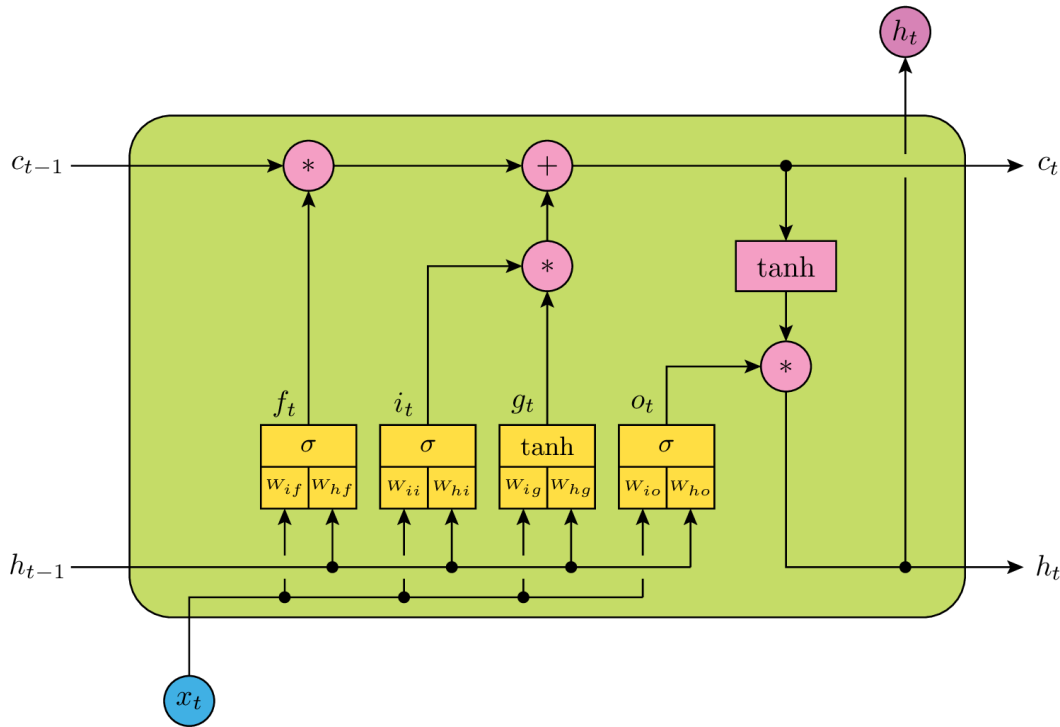 h_t
c_{t-1} * + c_t
* tanh
*
f_t i_t g_t o_t
σ σ tanh σ
W_{if} W_{hf} W_{ii} W_{hi} W_{ig} W_{hg} W_{io} W_{ho}
h_{t-1} h_t
x_t